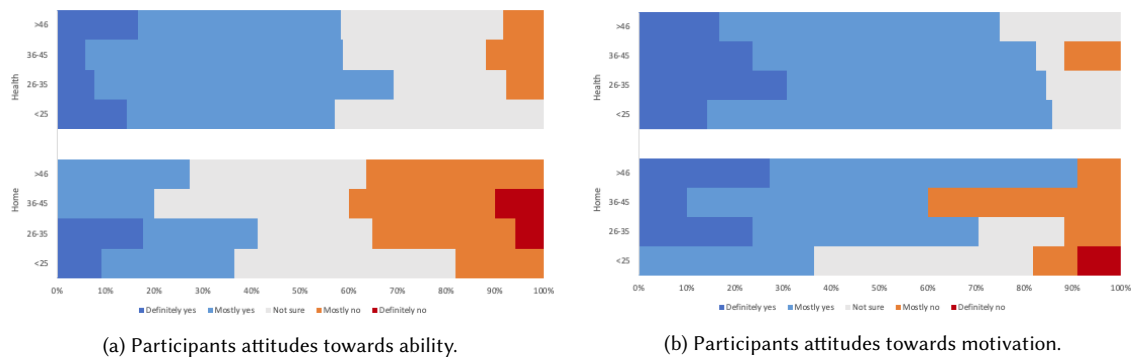 >46
36-45
26-35
<25
Health
>46
36-45
26-35
<25
Home
0% 10% 20% 30% 40% 50% 60% 70% 80% 90% 100%
Definitely yes Mostly yes Not sure Mostly no Definitely no
(a) Participants attitudes towards ability.
>46
36-45
26-35
<25
Health
>46
36-45
26-35
<25
Home
0% 10% 20% 30% 40% 50% 60% 70% 80% 90% 100%
Definitely yes Mostly yes Not sure Mostly no Definitely no
(b) Participants attitudes towards motivation.